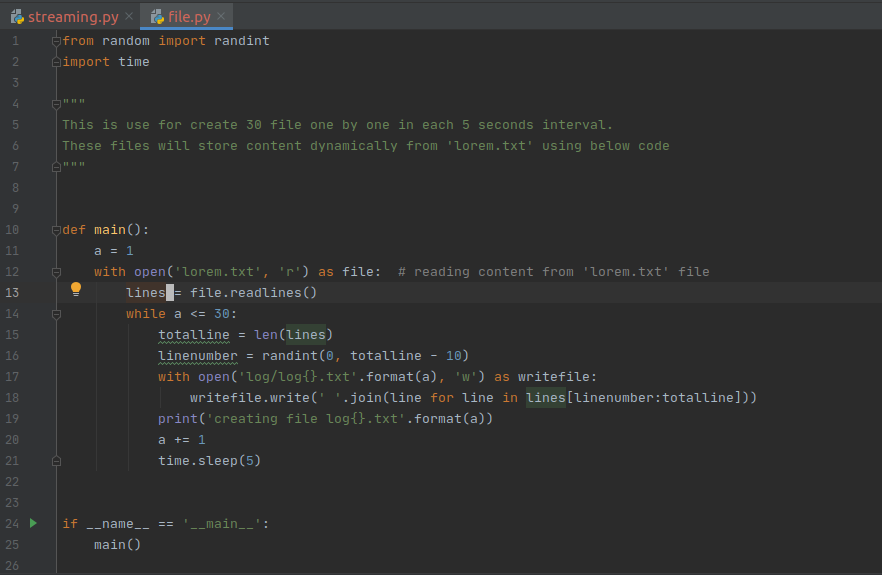 streaming.py × file.py ×
1 from random import randint
2 import time
3
4 """
5 This is use for create 30 file one by one in each 5 seconds interval.
6 These files will store content dynamically from 'lorem.txt' using below code
7 """
8
9
10 def main():
11     a = 1
12     with open('lorem.txt', 'r') as file:  # reading content from 'lorem.txt' file
13         lines = file.readlines()
14         while a <= 30:
15             totalline = len(lines)
16             linenumber = randint(0, totalline - 10)
17             with open('log/log{}.txt'.format(a), 'w') as writefile:
18                 writefile.write(' '.join(line for line in lines[linenumber:totalline]))
19             print('creating file log{}.txt'.format(a))
20             a += 1
21             time.sleep(5)
22
23
24 if __name__ == '__main__':
25     main()
26